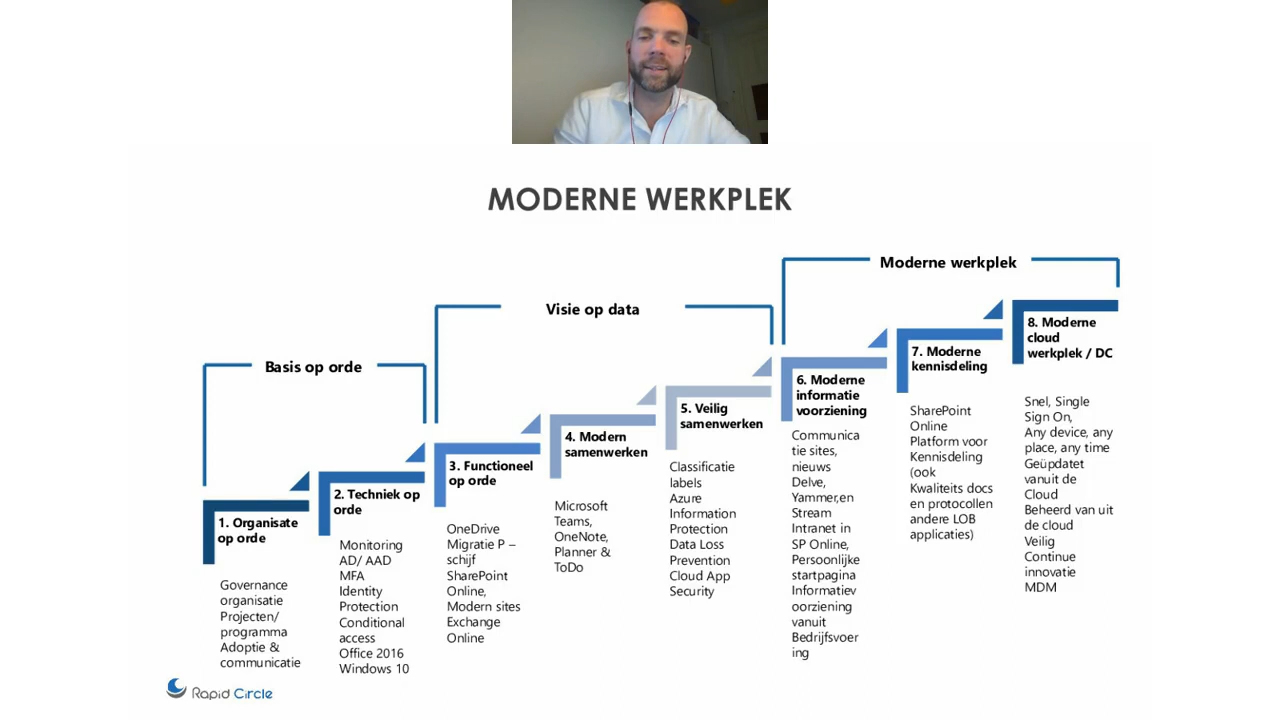 MODERNE WERKPLEK
Basis op orde
Visie op data
Moderne werkplek
1. Organisate
op orde
Governance
organisatie
Projecten/
programma
Adoptie &
communicatie
2. Techniek op
orde
Monitoring
AD/ AAD
MFA
Identity
Protection
Conditional
access
Office 2016
Windows 10
3. Functioneel
op orde
OneDrive
Migratie P –
schijf
SharePoint
Online,
Modern sites
Exchange
Online
4. Modern
samenwerken
Microsoft
Teams,
OneNote,
Planner &
ToDo
5. Veilig
samenwerken
Classificatie
labels
Azure
Information
Protection
Data Loss
Prevention
Cloud App
Security
6. Moderne
informatie
voorziening
Communica
tie sites,
nieuws
Delve,
Yammer,en
Stream
Intranet in
SP Online,
Persoonlijke
startpagina
Informatiev
oorziening
vanuit
Bedrijfsvoer
ing
7. Moderne
kennisdeling
SharePoint
Online
Platform voor
Kennisdeling
(ook
Kwaliteits docs
en protocollen
andere LOB
applicaties)
8. Moderne
cloud
werkplek / DC
Snel, Single
Sign On,
Any device, any
place, any time
Geüpdatet
vanuit de
Cloud
Beheerd van uit
de cloud
Veilig
Continue
innovatie
MDM
Rapid Circle